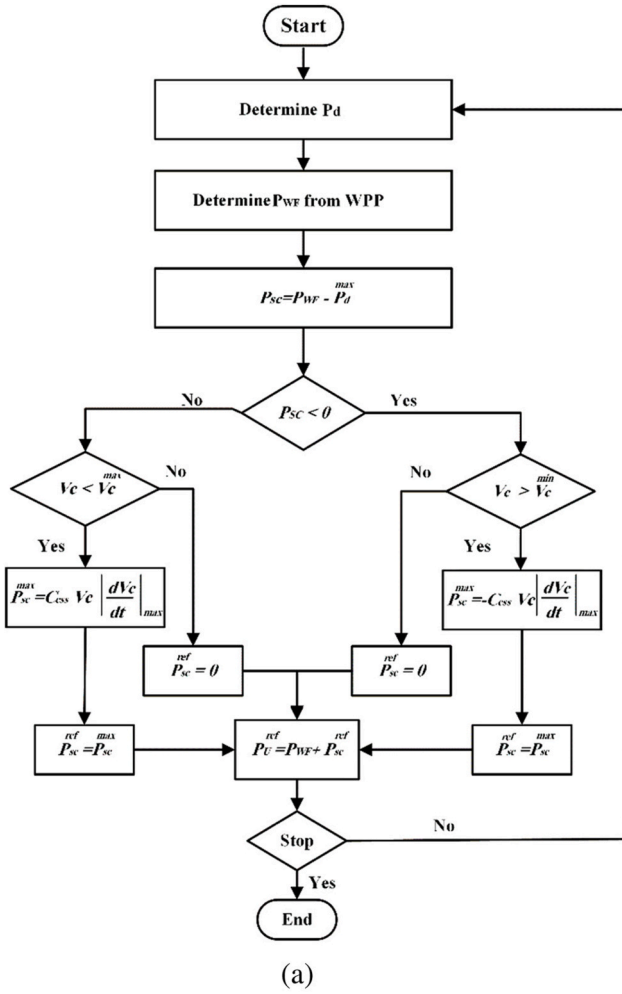 Start
Determine Pd
Determine PWF from WPP
Psc=PWF - Pd max
No
PSC < 0
Yes
Vc < Vc max
No
No
Vc > Vc min
Yes
Yes
Psc max =Ccss Vc |dVc/dt| max
Psc max =-Ccss Vc |dVc/dt| max
Psc ref = 0
Psc ref = 0
Psc ref =Psc max
PU ref =PWF+ Psc ref
Psc ref =Psc max
Stop
No
Yes
End
(a)